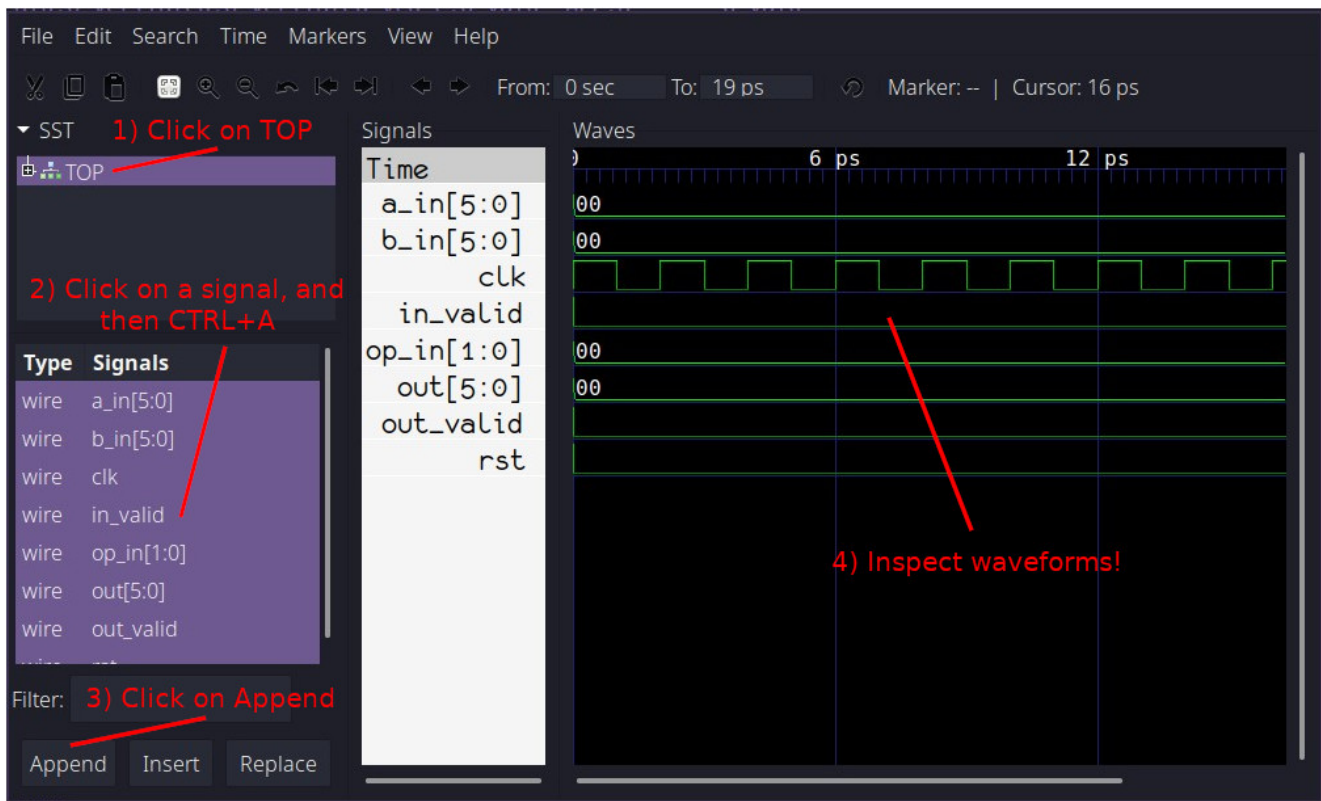 File Edit Search Time Markers View Help
From: 0 sec To: 19 ps Marker: -- | Cursor: 16 ps
SST
1) Click on TOP
TOP
2) Click on a signal, and
then CTRL+A
Type Signals
wire a_in[5:0]
wire b_in[5:0]
wire clk
wire in_valid
wire op_in[1:0]
wire out[5:0]
wire out_valid
Filter:
3) Click on Append
Append Insert Replace
Signals
Time
a_in[5:0]
b_in[5:0]
clk
in_valid
op_in[1:0]
out[5:0]
out_valid
rst
Waves
6 ps 12 ps
00
00
00
00
4) Inspect waveforms!